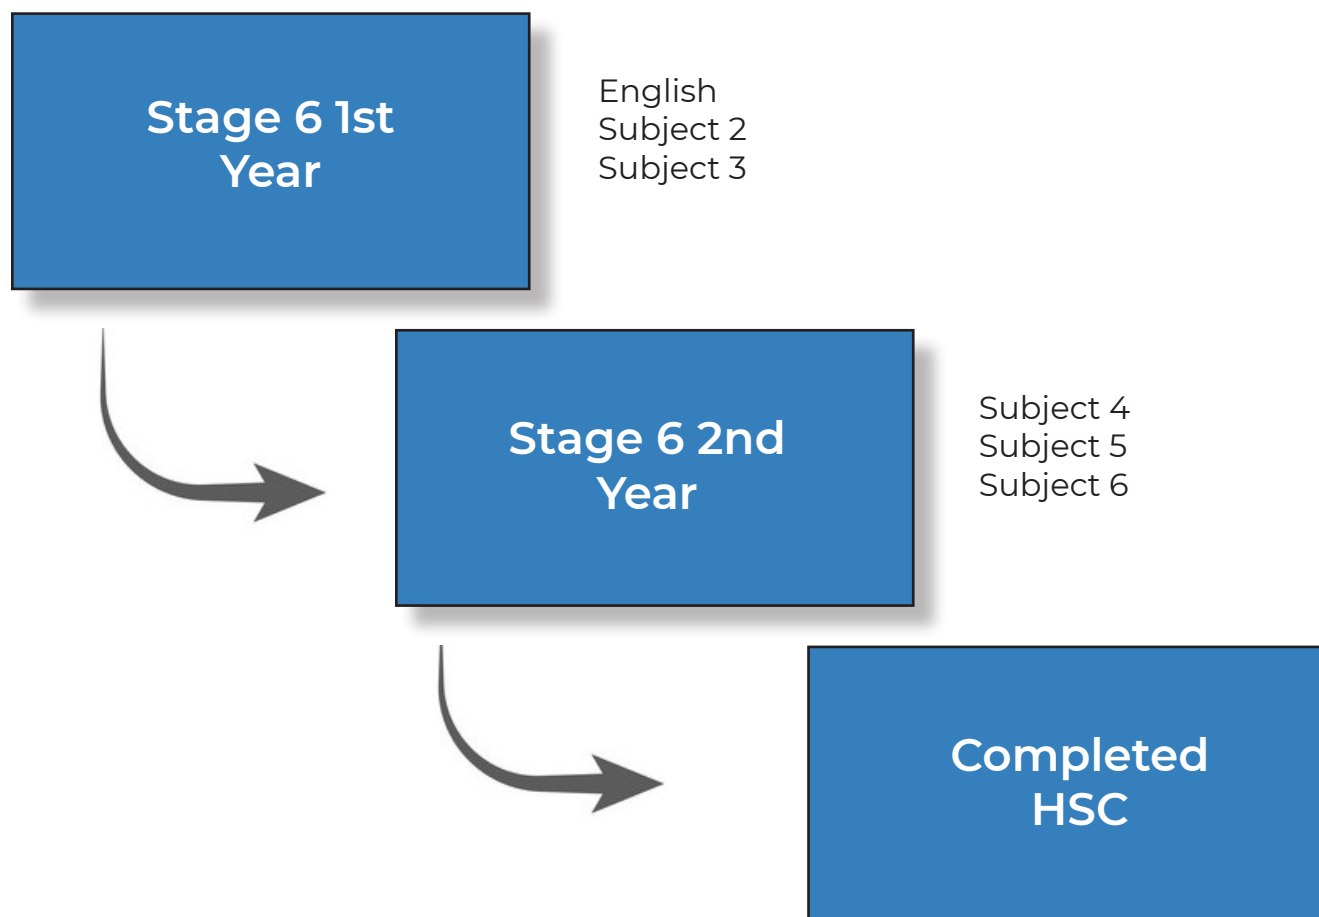 Stage 6 1st
Year
English
Subject 2
Subject 3
Stage 6 2nd
Year
Subject 4
Subject 5
Subject 6
Completed
HSC